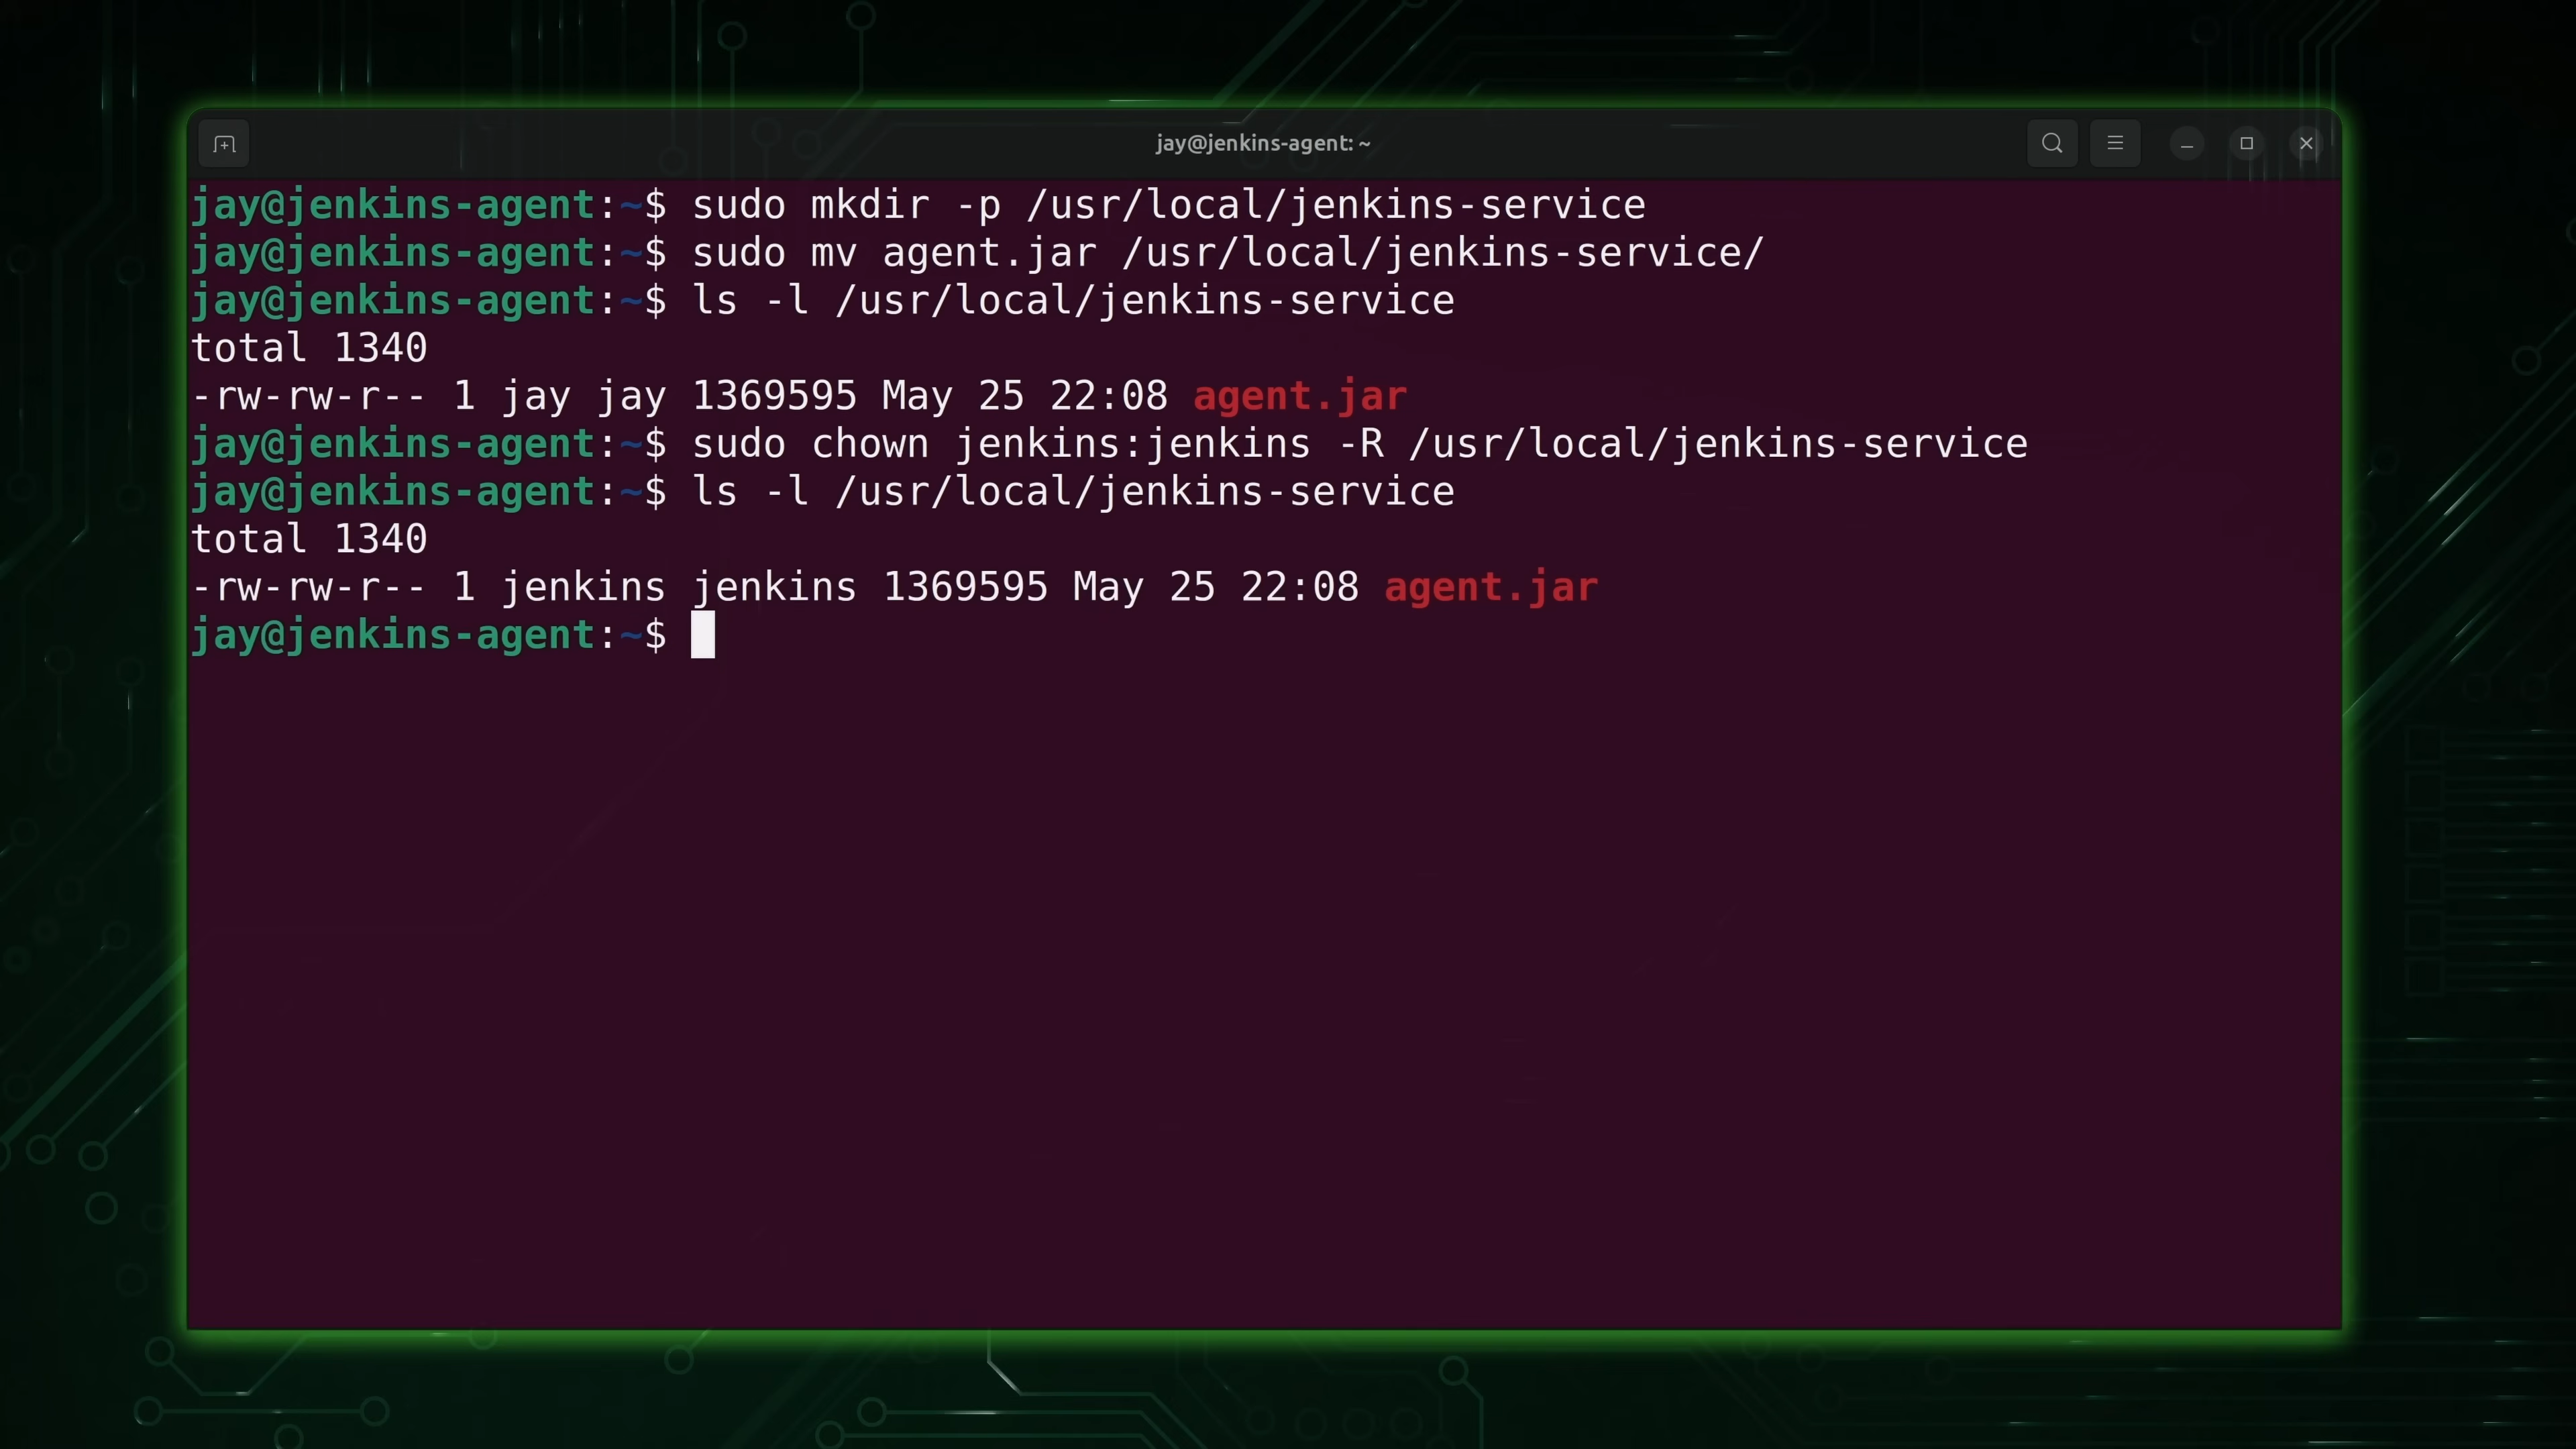 jay@jenkins-agent: ~
jay@jenkins-agent:~$ sudo mkdir -p /usr/local/jenkins-service
jay@jenkins-agent:~$ sudo mv agent.jar /usr/local/jenkins-service/
jay@jenkins-agent:~$ ls -l /usr/local/jenkins-service
total 1340
-rw-rw-r-- 1 jay jay 1369595 May 25 22:08 agent.jar
jay@jenkins-agent:~$ sudo chown jenkins:jenkins -R /usr/local/jenkins-service
jay@jenkins-agent:~$ ls -l /usr/local/jenkins-service
total 1340
-rw-rw-r-- 1 jenkins jenkins 1369595 May 25 22:08 agent.jar
jay@jenkins-agent:~$